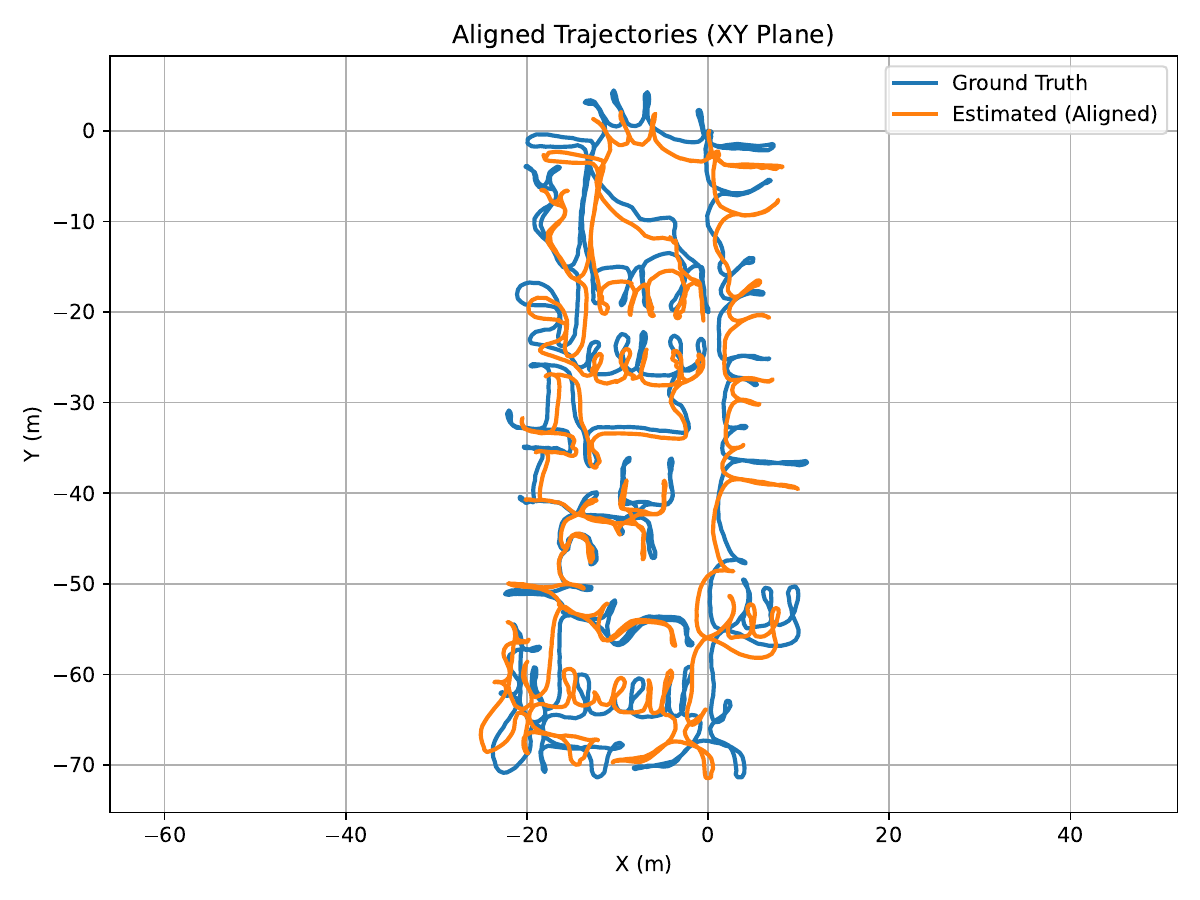 Aligned Trajectories (XY Plane)
Ground Truth
Estimated (Aligned)
0
−10
−20
−30
−40
−50
−60
−70
Y (m)
−60
−40
−20
0
20
40
X (m)